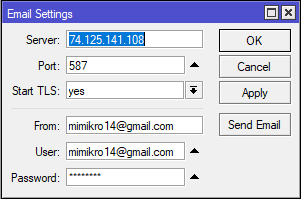 Email Settings
Server: 74.125.141.108 OK
Port: 587 Cancel
Start TLS: yes Apply
From: mimikro14@gmail.com Send Email
User: mimikro14@gmail.com
Password: ********